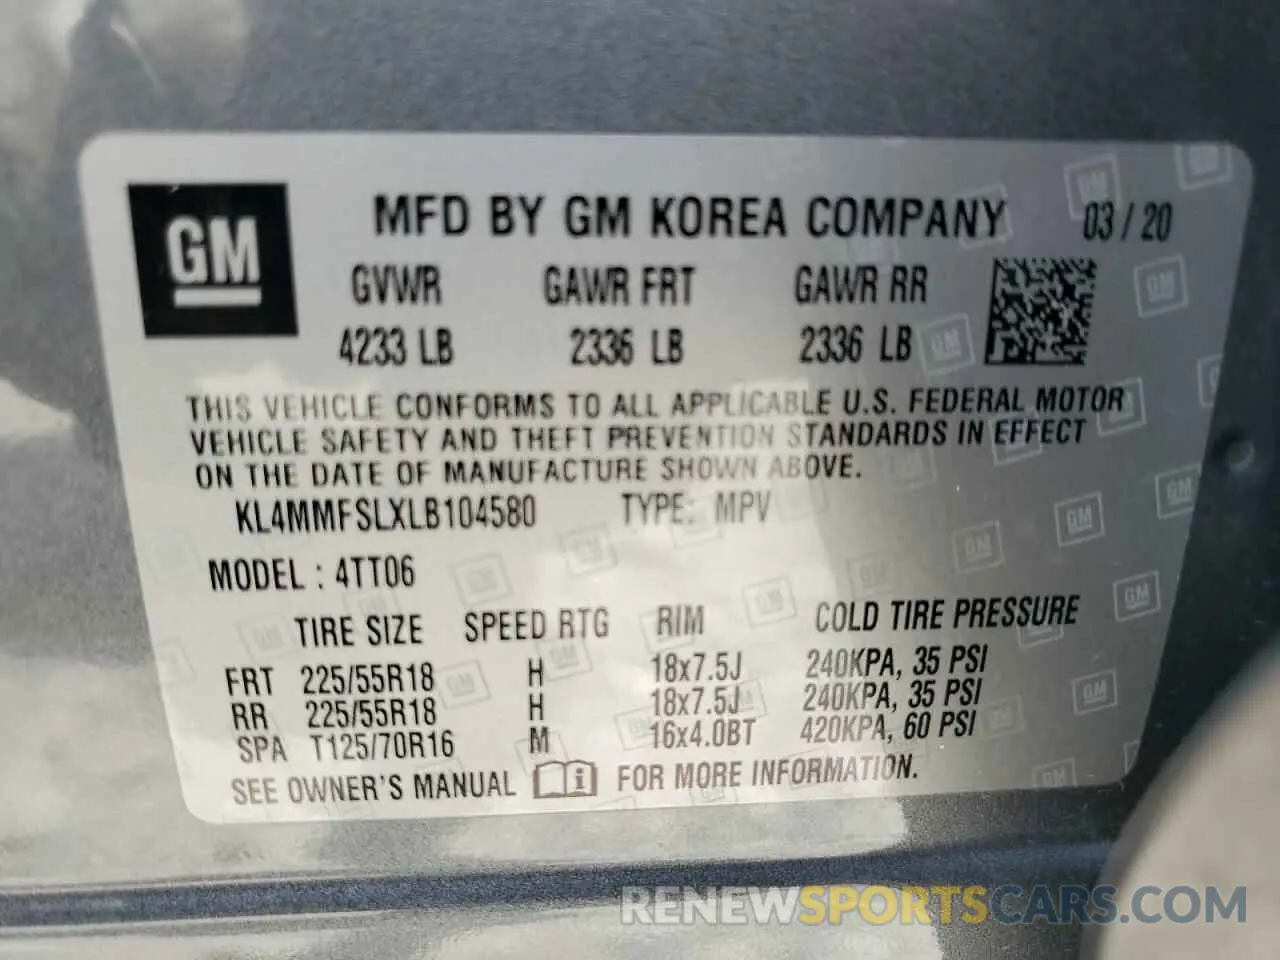 GM
MFD BY GM KOREA COMPANY 03 / 20
GVWR GAWR FRT GAWR RR
4233 LB 2336 LB 2336 LB
THIS VEHICLE CONFORMS TO ALL APPLICABLE U.S. FEDERAL MOTOR
VEHICLE SAFETY AND THEFT PREVENTION STANDARDS IN EFFECT
ON THE DATE OF MANUFACTURE SHOWN ABOVE.
KL4MMFSLXLB104580 TYPE: MPV
MODEL : 4TT06
TIRE SIZE SPEED RTG RIM COLD TIRE PRESSURE
FRT 225/55R18 H 18x7.5J 240KPA, 35 PSI
RR 225/55R18 H 18x7.5J 240KPA, 35 PSI
SPA T125/70R16 M 16x4.0BT 420KPA, 60 PSI
SEE OWNER'S MANUAL i FOR MORE INFORMATION.
RENEWSPORTSCARS.COM